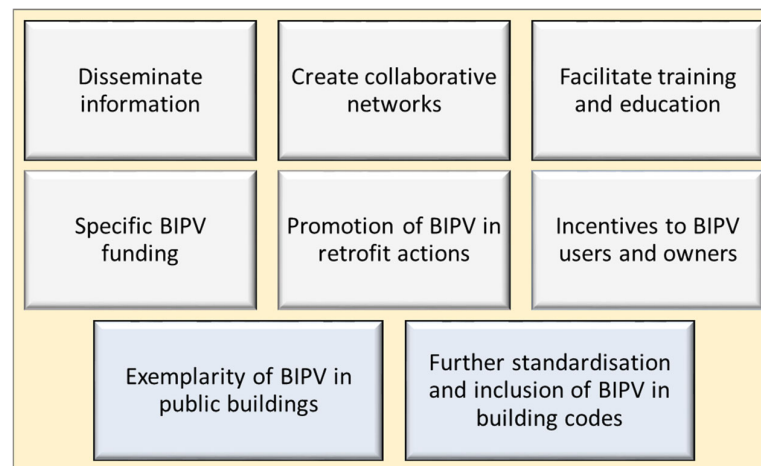 Disseminate
information
Create collaborative
networks
Facilitate training
and education
Specific BIPV
funding
Promotion of BIPV in
retrofit actions
Incentives to BIPV
users and owners
Exemplarity of BIPV in
public buildings
Further standardisation
and inclusion of BIPV in
building codes